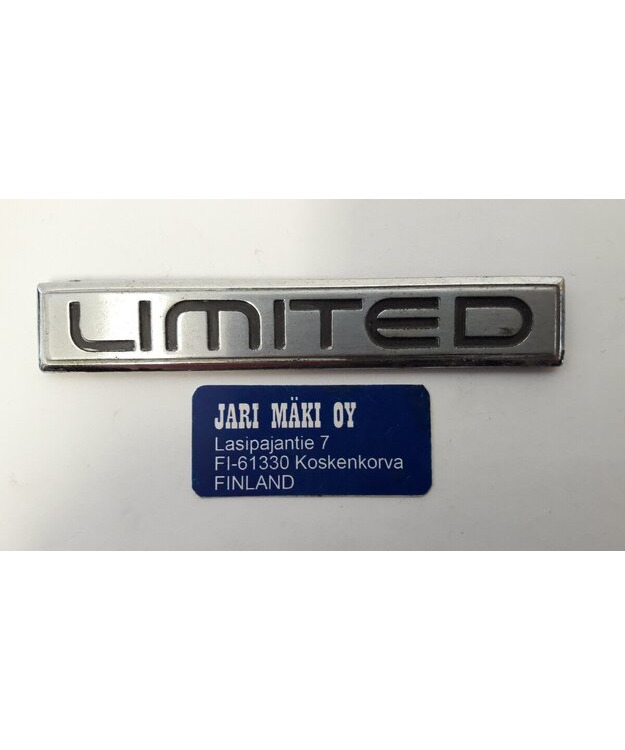 LIMITED
JARI MÄKI OY
Lasipajantie 7
FI-61330 Koskenkorva
FINLAND